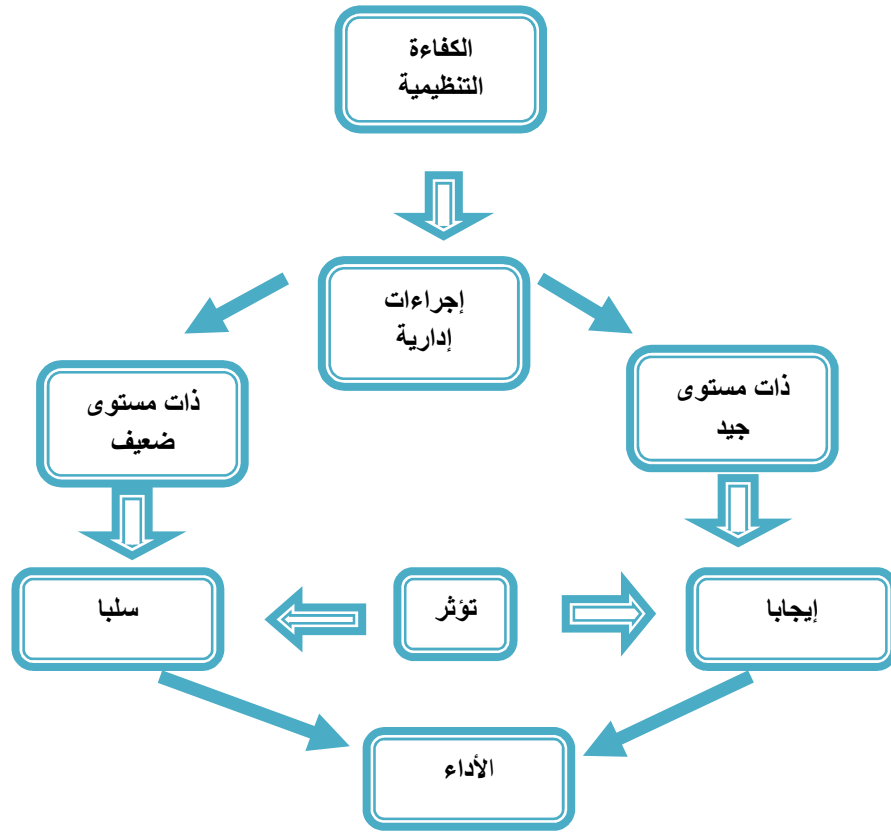 الكفاءة
التنظيمية
إجراءات
إدارية
ذات مستوى
جيد
ذات مستوى
ضعيف
إيجابا
تؤثر
سلبا
الأداء